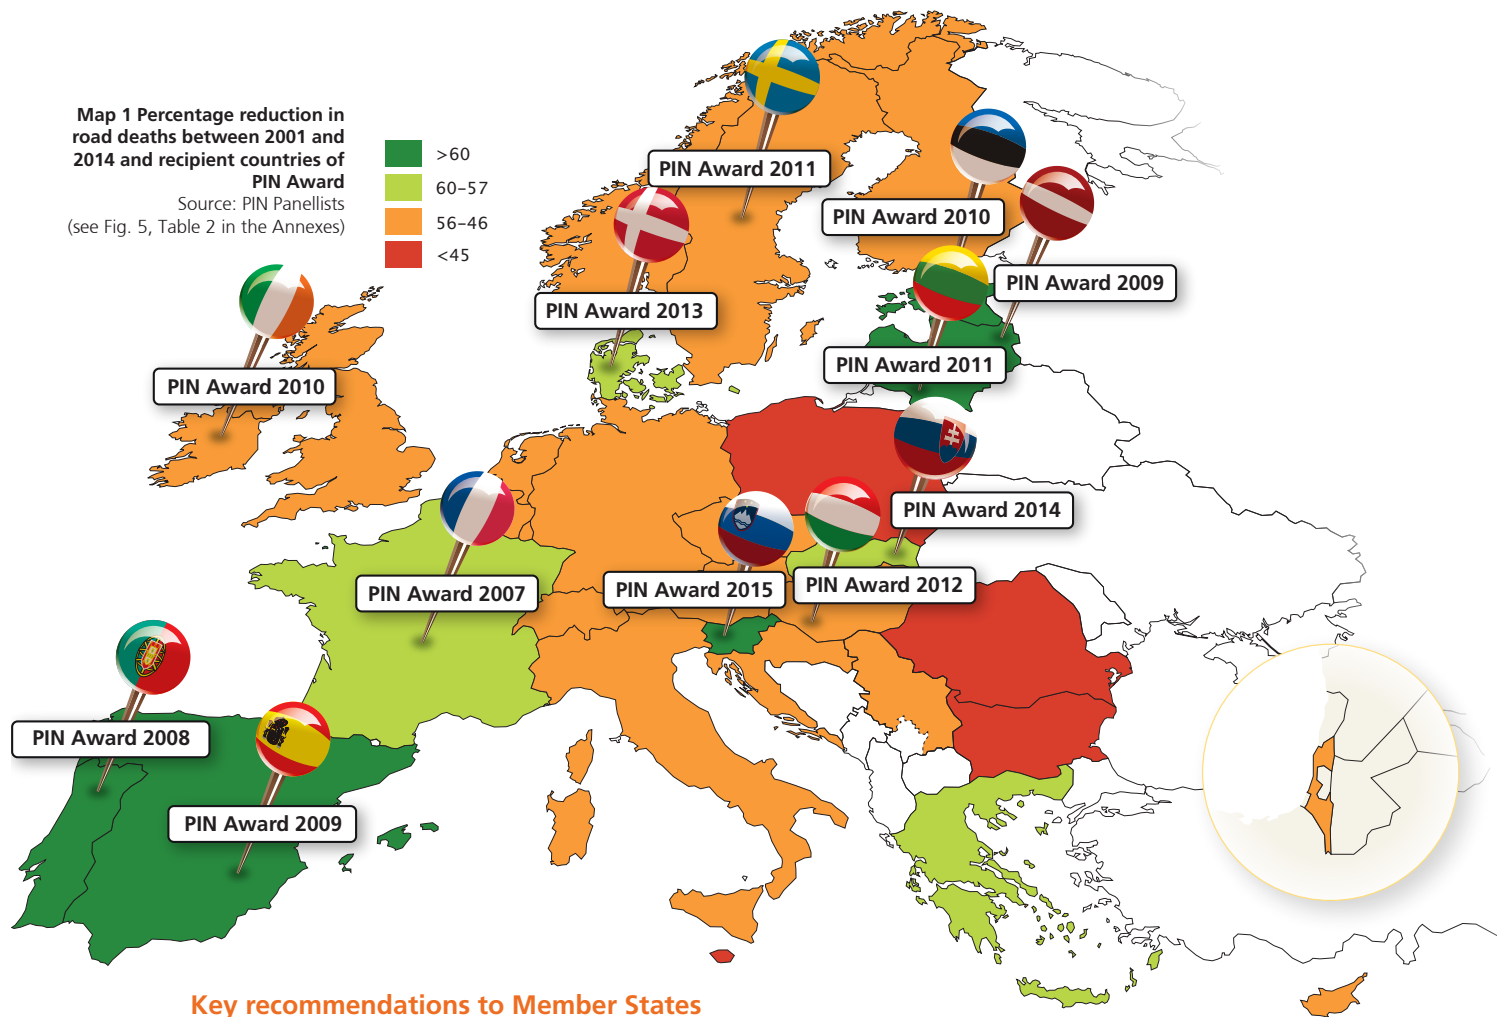 Map 1 Percentage reduction in
road deaths between 2001 and
2014 and recipient countries of
PIN Award
Source: PIN Panellists
(see Fig. 5, Table 2 in the Annexes)
>60
60–57
56–46
<45
PIN Award 2011
PIN Award 2010
PIN Award 2009
PIN Award 2013
PIN Award 2011
PIN Award 2010
PIN Award 2014
PIN Award 2007
PIN Award 2015
PIN Award 2012
PIN Award 2008
PIN Award 2009
Key recommendations to Member States